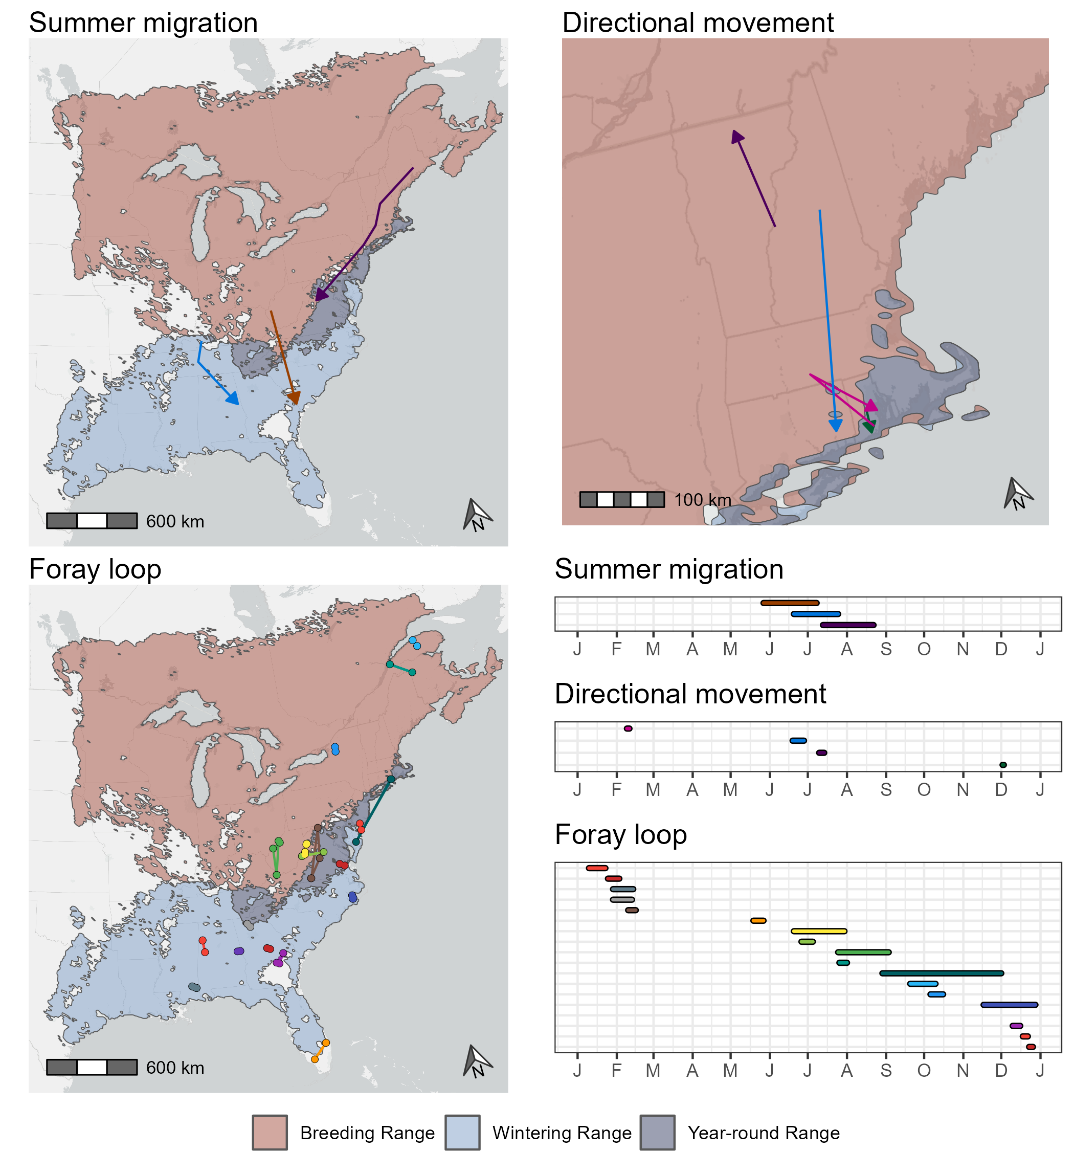 Summer migration
Directional movement
600 km
N
100 km
N
Foray loop
600 km
N
Summer migration
J F M A M J J A S O N D J
Directional movement
J F M A M J J A S O N D J
Foray loop
J F M A M J J A S O N D J
Breeding Range Wintering Range Year-round Range